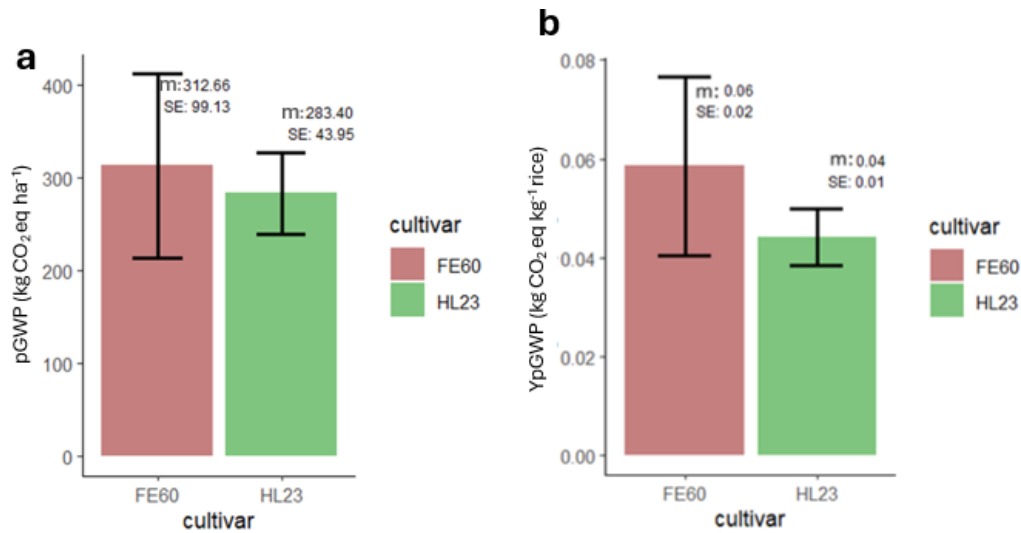 a
pGWP (kg CO₂ eq ha⁻¹)
400
300
200
100
0
m:312.66
SE: 99.13
m:283.40
SE: 43.95
FE60
HL23
cultivar
cultivar
FE60
HL23
b
YpGWP (kg CO₂ eq kg⁻¹ rice)
0.08
0.06
0.04
0.02
0.00
m: 0.06
SE: 0.02
m: 0.04
SE: 0.01
FE60
HL23
cultivar
cultivar
FE60
HL23